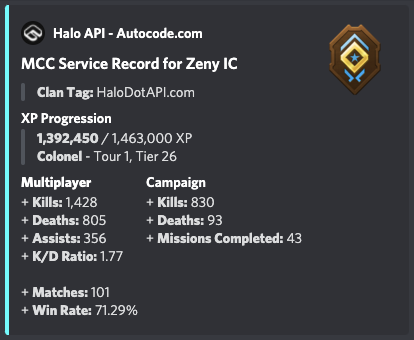 Halo API - Autocode.com
MCC Service Record for Zeny IC
Clan Tag: HaloDotAPI.com
XP Progression
1,392,450 / 1,463,000 XP
Colonel - Tour 1, Tier 26
Multiplayer
+ Kills: 1,428
+ Deaths: 805
+ Assists: 356
+ K/D Ratio: 1.77
+ Matches: 101
+ Win Rate: 71.29%
Campaign
+ Kills: 830
+ Deaths: 93
+ Missions Completed: 43